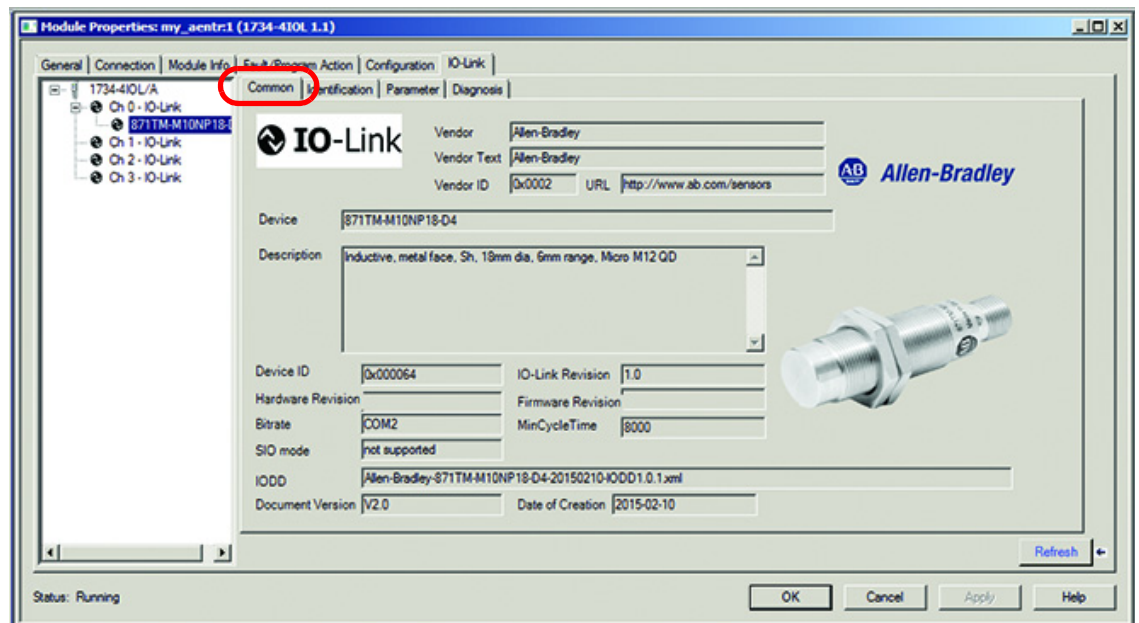 Module Properties: my_aentr:1 (1734-4IOL 1.1)
General Connection Module Info Fault/Program Action Configuration IO-Link
1734-4IOL/A
Ch 0 - IO-Link
871TM-M10NP18-
Ch 1 - IO-Link
Ch 2 - IO-Link
Ch 3 - IO-Link
Common Identification Parameter Diagnosis
IO-Link
Vendor Allen-Bradley
Vendor Text Allen-Bradley
Vendor ID 0x0002 URL http://www.ab.com/sensors
AB Allen-Bradley
Device 871TM-M10NP18-D4
Description Inductive, metal face, Sh, 18mm dia, 6mm range, Micro M12 QD
Device ID 0x000064 IO-Link Revision 1.0
Hardware Revision Firmware Revision
Bitrate COM2 MinCycleTime 8000
SIO mode not supported
IODD Allen-Bradley-871TM-M10NP18-D4-20150210-IODD1.0.1.xml
Document Version V2.0 Date of Creation 2015-02-10
Refresh
Status: Running
OK Cancel Apply Help